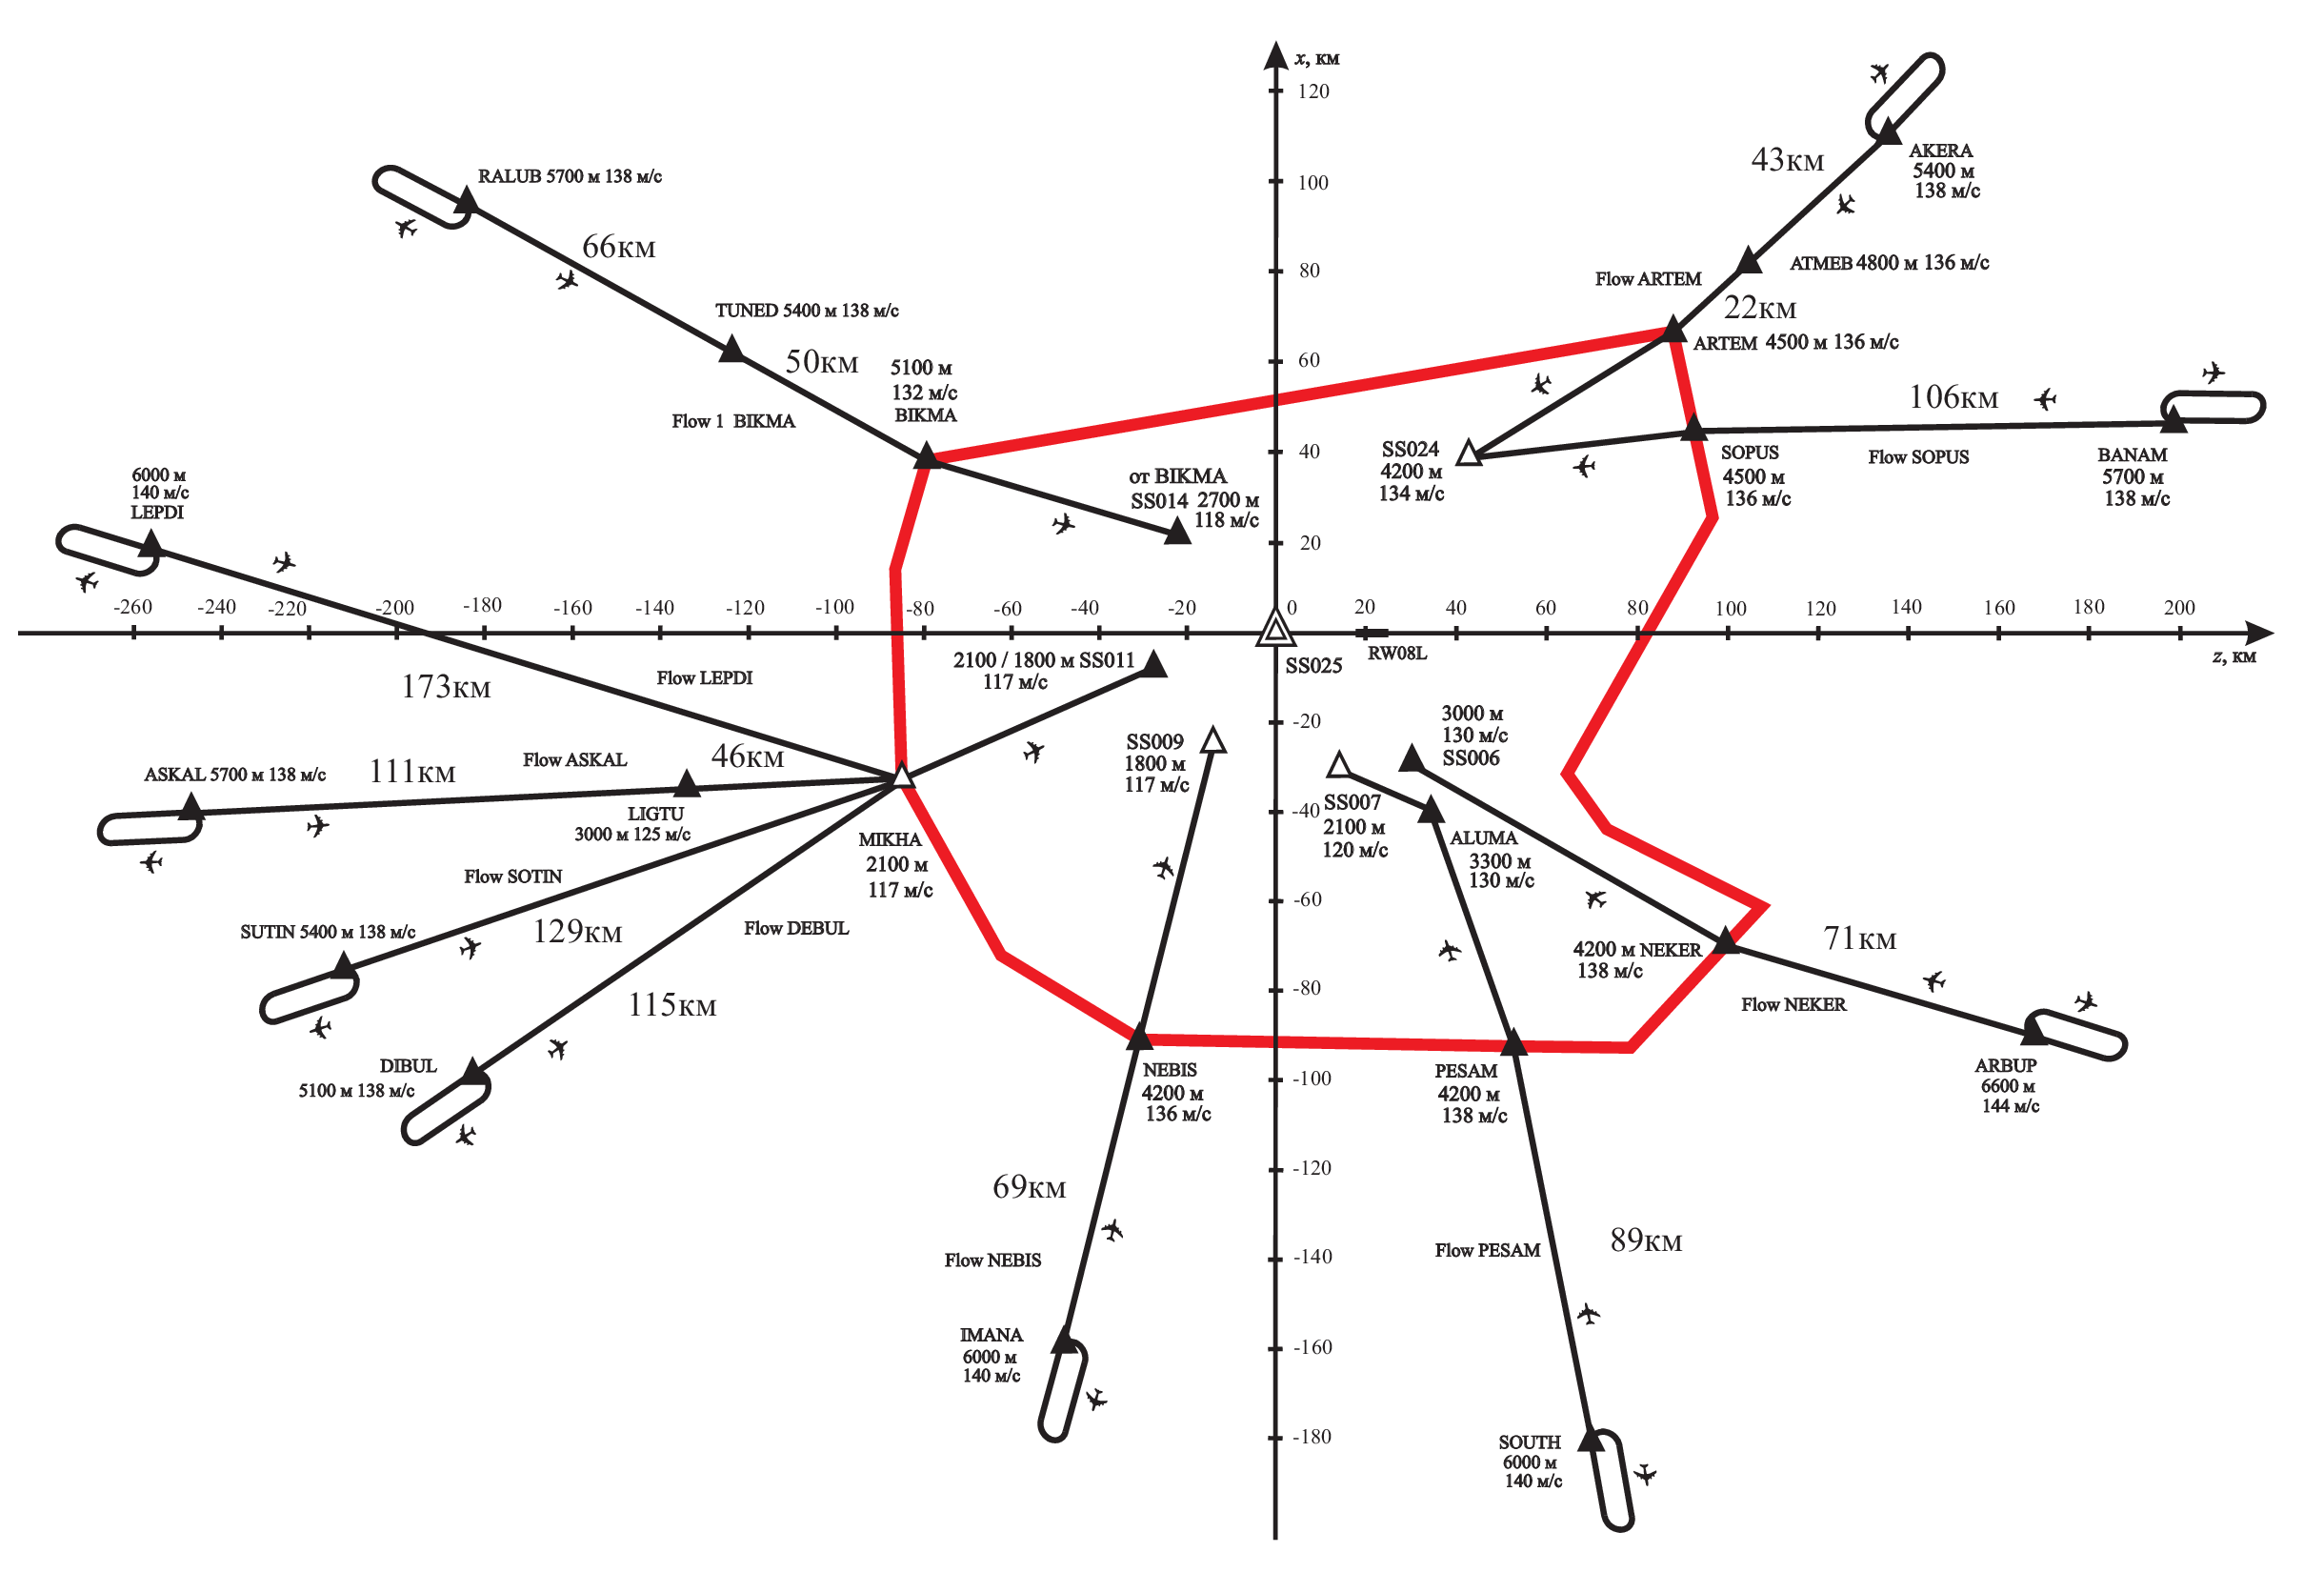 x, км
120
100
80
60
40
20
AKERA
5400 м
138 м/с
43км
RALUB 5700 м 138 м/с
66км
TUNED 5400 м 138 м/с
50км
Flow 1 BIKMA
5100 м
132 м/с
BIKMA
ATMEB 4800 м 136 м/с
Flow ARTEM
22км
ARTEM 4500 м 136 м/с
106км
SS024
4200 м
134 м/с
SOPUS
4500 м
136 м/с
Flow SOPUS
BANAM
5700 м
138 м/с
от BIKMA
SS014 2700 м
118 м/с
6000 м
140 м/с
LEPDI
-260
-240
-220
-200
-180
-160
-140
-120
-100
-80
-60
-40
-20
0
20
40
60
80
100
120
140
160
180
200
z, км
SS025
RW08L
173км
Flow LEPDI
2100 / 1800 м SS011
117 м/с
ASKAL 5700 м 138 м/с
111км
Flow ASKAL
46км
LIGTU
3000 м 125 м/с
MIKHA
2100 м
117 м/с
SS009
1800 м
117 м/с
3000 м
130 м/с
SS006
SS007
2100 м
120 м/с
ALUMA
3300 м
130 м/с
-20
-40
-60
-80
-100
-120
-140
-160
-180
Flow SOTIN
SUTIN 5400 м 138 м/с
129км
Flow DEBUL
115км
DIBUL
5100 м 138 м/с
4200 м NEKER
138 м/с
71км
Flow NEKER
ARBUP
6600 м
144 м/с
NEBIS
4200 м
136 м/с
PESAM
4200 м
138 м/с
69км
Flow NEBIS
89км
Flow PESAM
IMANA
6000 м
140 м/с
SOUTH
6000 м
140 м/с